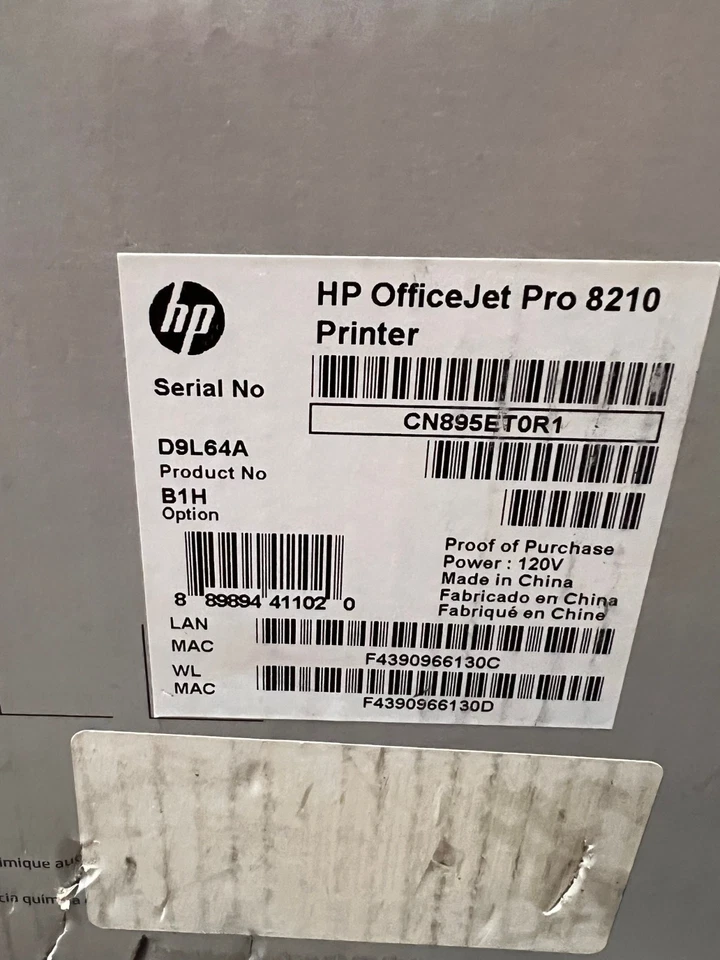 hp
HP OfficeJet Pro 8210
Printer
Serial No
CN895ET0R1
D9L64A
Product No
B1H
Option
8 89894 41102 0
Proof of Purchase
Power : 120V
Made in China
Fabricado en China
Fabriqué en Chine
LAN
MAC
F4390966130C
WL
MAC
F4390966130D
imique